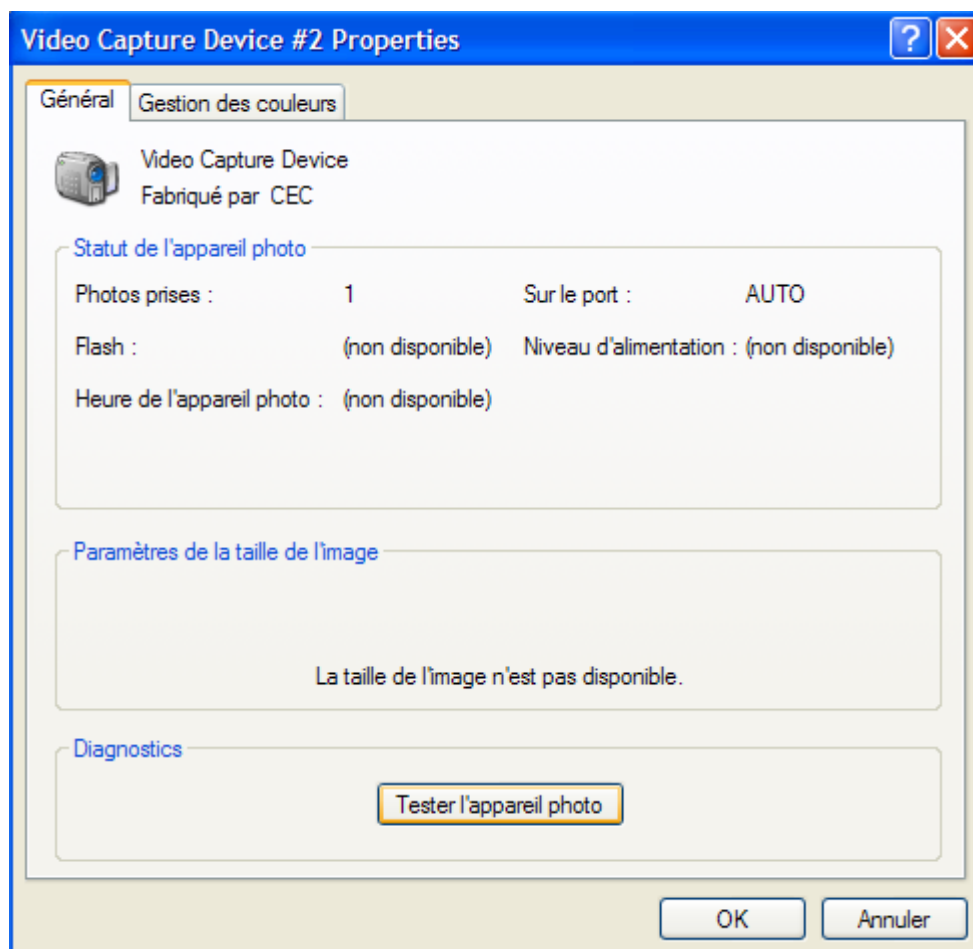 Video Capture Device #2 Properties
Général
Gestion des couleurs
Video Capture Device
Fabriqué par CEC
Statut de l'appareil photo
Photos prises : 1 Sur le port : AUTO
Flash : (non disponible) Niveau d'alimentation : (non disponible)
Heure de l'appareil photo : (non disponible)
Paramètres de la taille de l'image
La taille de l'image n'est pas disponible.
Diagnostics
Tester l'appareil photo
OK
Annuler